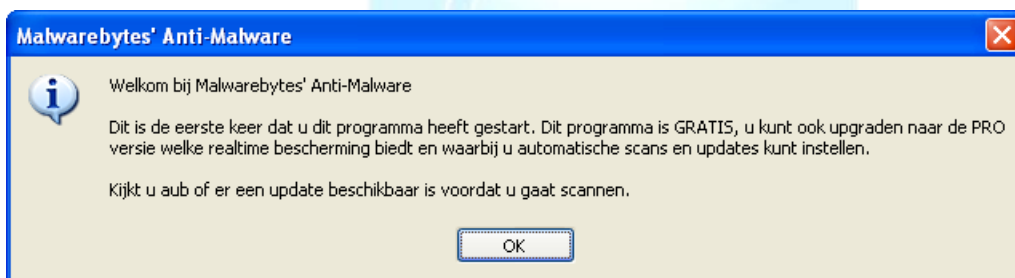 Malwarebytes' Anti-Malware
Welkom bij Malwarebytes' Anti-Malware
Dit is de eerste keer dat u dit programma heeft gestart. Dit programma is GRATIS, u kunt ook upgraden naar de PRO
versie welke realtime bescherming biedt en waarbij u automatische scans en updates kunt instellen.
Kijkt u aub of er een update beschikbaar is voordat u gaat scannen.
OK